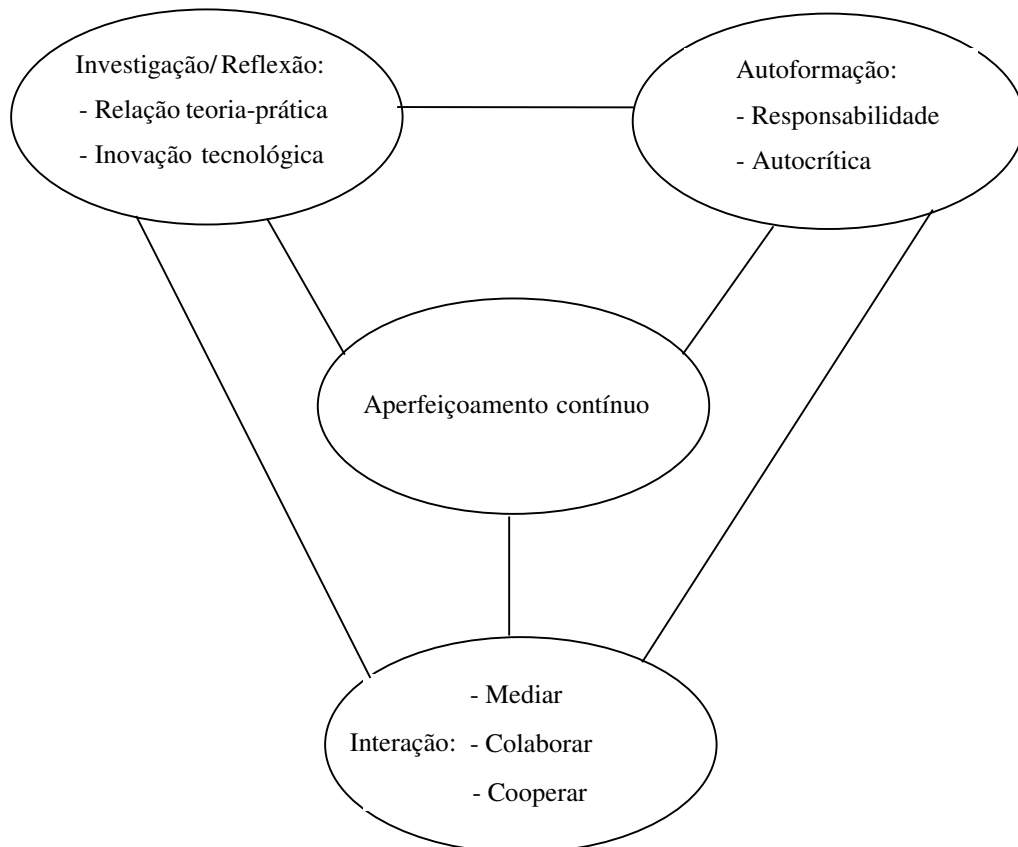 Investigação/ Reflexão:
- Relação teoria-prática
- Inovação tecnológica
Autoformação:
- Responsabilidade
- Autocrítica
Aperfeiçoamento contínuo
- Mediar
Interação: - Colaborar
- Cooperar